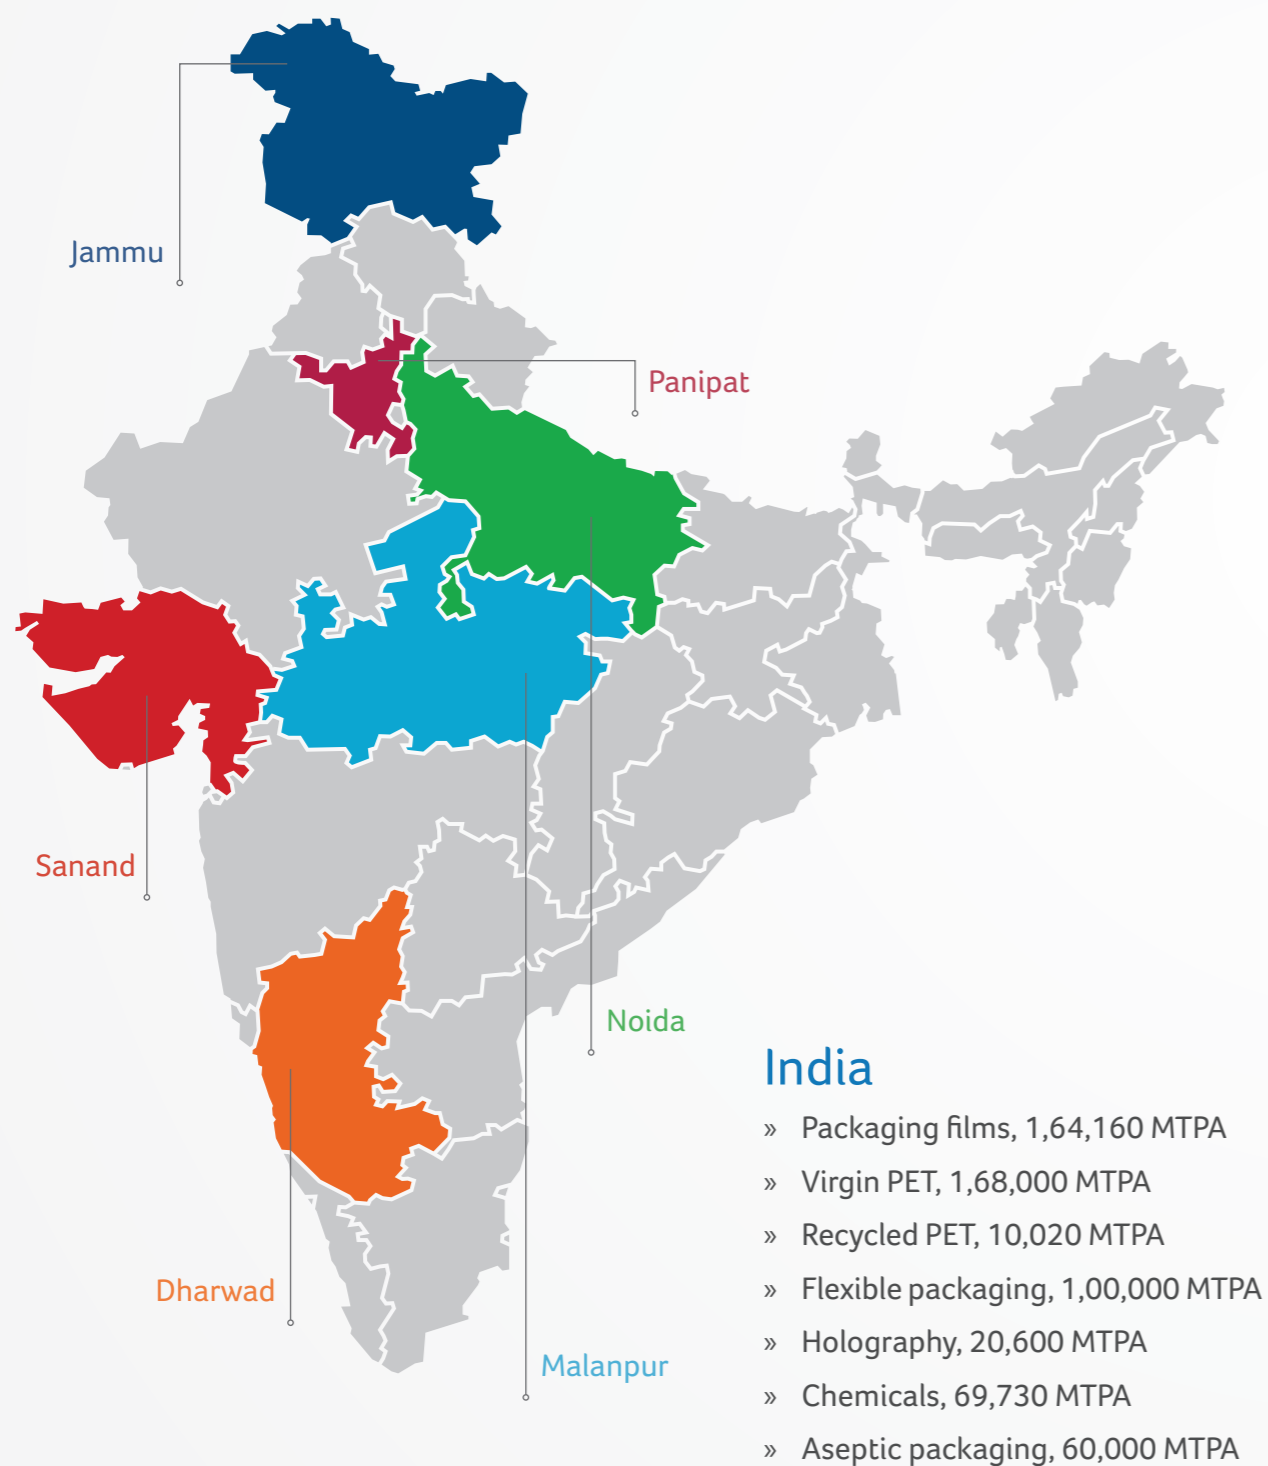 Jammu
Panipat
Sanand
Noida
Dharwad
Malanpur
India
» Packaging films, 1,64,160 MTPA
» Virgin PET, 1,68,000 MTPA
» Recycled PET, 10,020 MTPA
» Flexible packaging, 1,00,000 MTPA
» Holography, 20,600 MTPA
» Chemicals, 69,730 MTPA
» Aseptic packaging, 60,000 MTPA